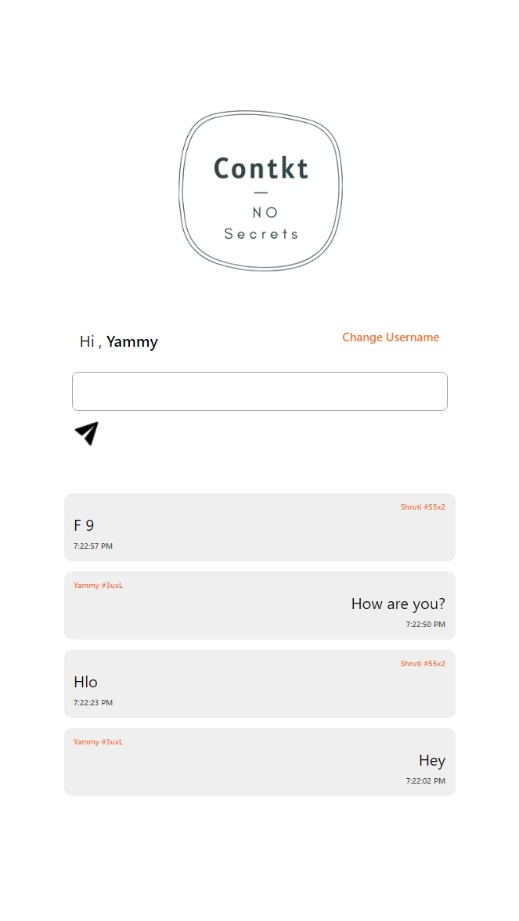 Contkt
NO
Secrets
Hi , Yammy
Change Username
Shruti #55x2
F 9
7:22:57 PM
Yammy #3uxL
How are you?
7:22:50 PM
Shruti #55x2
Hlo
7:22:23 PM
Yammy #3uxL
Hey
7:22:02 PM